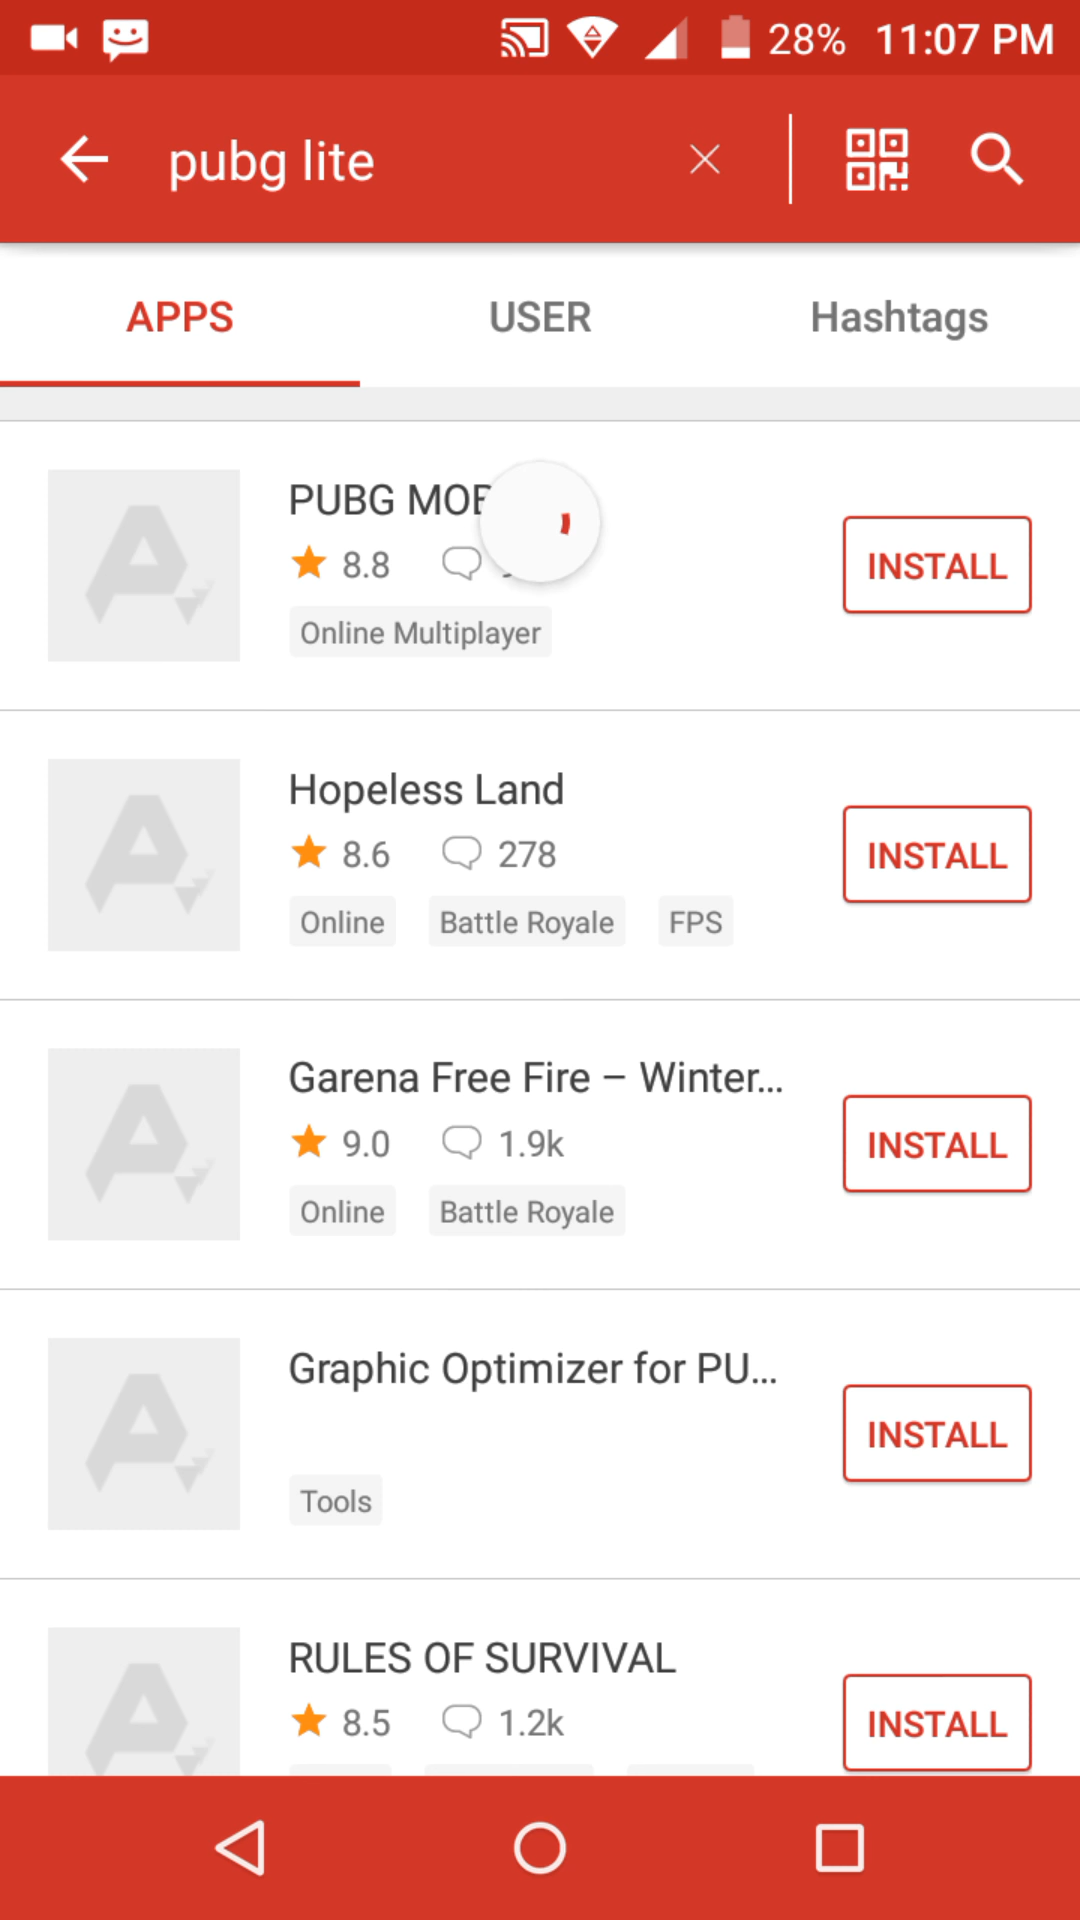 28% 11:07 PM
pubg lite
APPS USER Hashtags
PUBG
8.8
Online Multiplayer
INSTALL
Hopeless Land
8.6 278
Online Battle Royale FPS
INSTALL
Garena Free Fire – Winter...
9.0 1.9k
Online Battle Royale
INSTALL
Graphic Optimizer for PU...
Tools
INSTALL
RULES OF SURVIVAL
8.5 1.2k
INSTALL